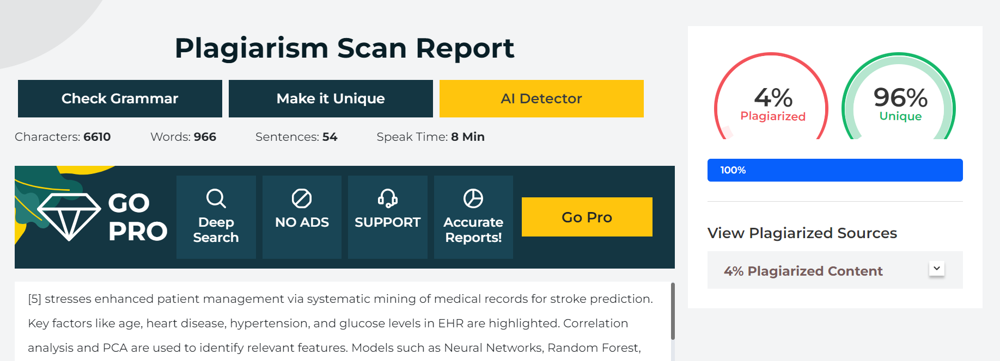 Plagiarism Scan Report
Check Grammar
Make it Unique
AI Detector
Characters: 6610 Words: 966 Sentences: 54 Speak Time: 8 Min
GO
PRO
Deep
Search
NO ADS
SUPPORT
Accurate
Reports!
Go Pro
[5] stresses enhanced patient management via systematic mining of medical records for stroke prediction.
Key factors like age, heart disease, hypertension, and glucose levels in EHR are highlighted. Correlation
analysis and PCA are used to identify relevant features. Models such as Neural Networks, Random Forest,
4%
Plagiarized
96%
Unique
100%
View Plagiarized Sources
4% Plagiarized Content